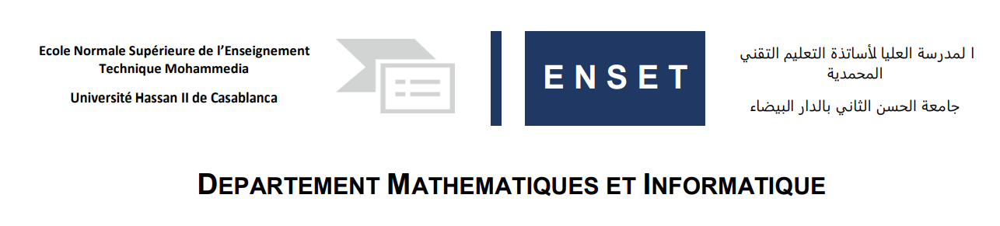 Ecole Normale Supérieure de l’Enseignement
Technique Mohammedia
Université Hassan II de Casablanca
ENSET
ا لمدرسة العليا لأساتذة التعليم التقني
المحمدية
جامعة الحسن الثاني بالدار البيضاء
DEPARTEMENT MATHEMATIQUES ET INFORMATIQUE